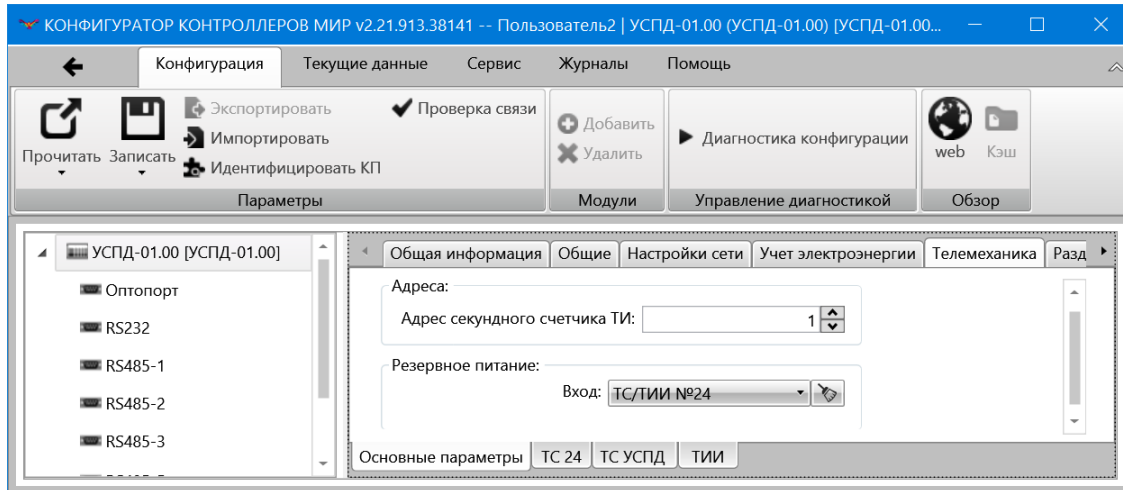 КОНФИГУРАТОР КОНТРОЛЛЕРОВ МИР v2.21.913.38141 -- Пользователь2 | УСПД-01.00 (УСПД-01.00) [УСПД-01.00...
Конфигурация Текущие данные Сервис Журналы Помощь
Прочитать Записать
Экспортировать
Импортировать
Идентифицировать КП
Проверка связи
Параметры
Добавить
Удалить
Модули
Диагностика конфигурации
Управление диагностикой
web Кэш
Обзор
УСПД-01.00 [УСПД-01.00]
Оптопорт
RS232
RS485-1
RS485-2
RS485-3
Общая информация Общие Настройки сети Учет электроэнергии Телемеханика Разд
Адреса:
Адрес секундного счетчика ТИ: 1
Резервное питание:
Вход: ТС/ТИИ №24
Основные параметры ТС 24 ТС УСПД ТИИ